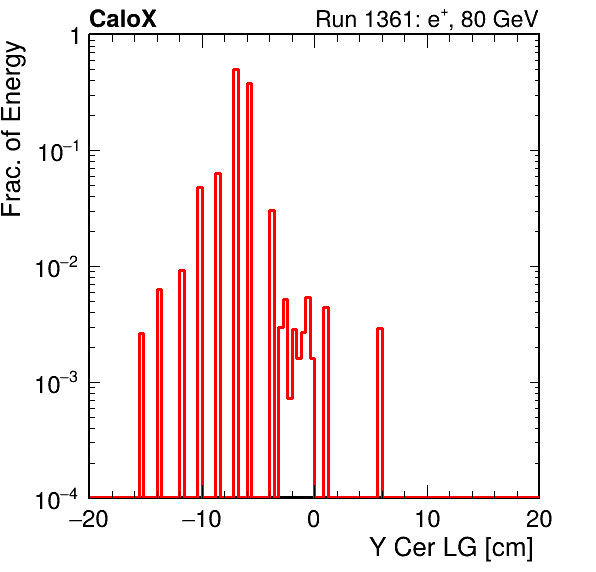 CaloX Run 1361: e⁺, 80 GeV
Frac. of Energy
1
10⁻¹
10⁻²
10⁻³
10⁻⁴
−20 −10 0 10 20
Y Cer LG [cm]